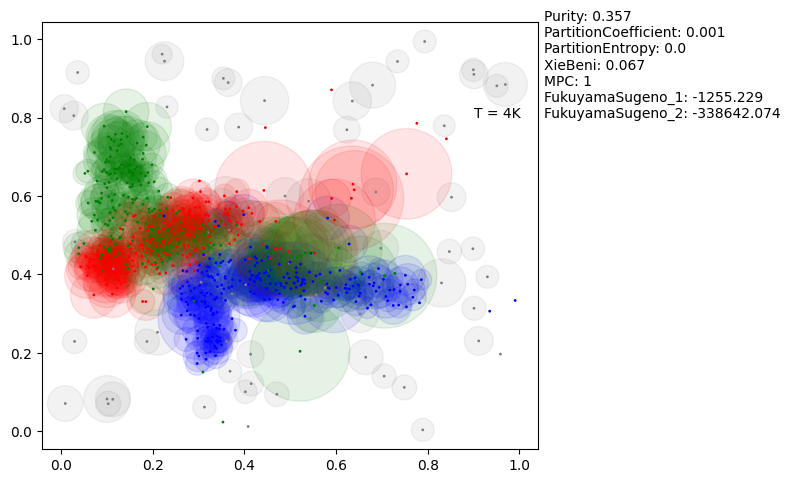 Purity: 0.357
PartitionCoefficient: 0.001
PartitionEntropy: 0.0
XieBeni: 0.067
MPC: 1
FukuyamaSugeno_1: -1255.229
FukuyamaSugeno_2: -338642.074
T = 4K
1.0
0.8
0.6
0.4
0.2
0.0
0.0 0.2 0.4 0.6 0.8 1.0